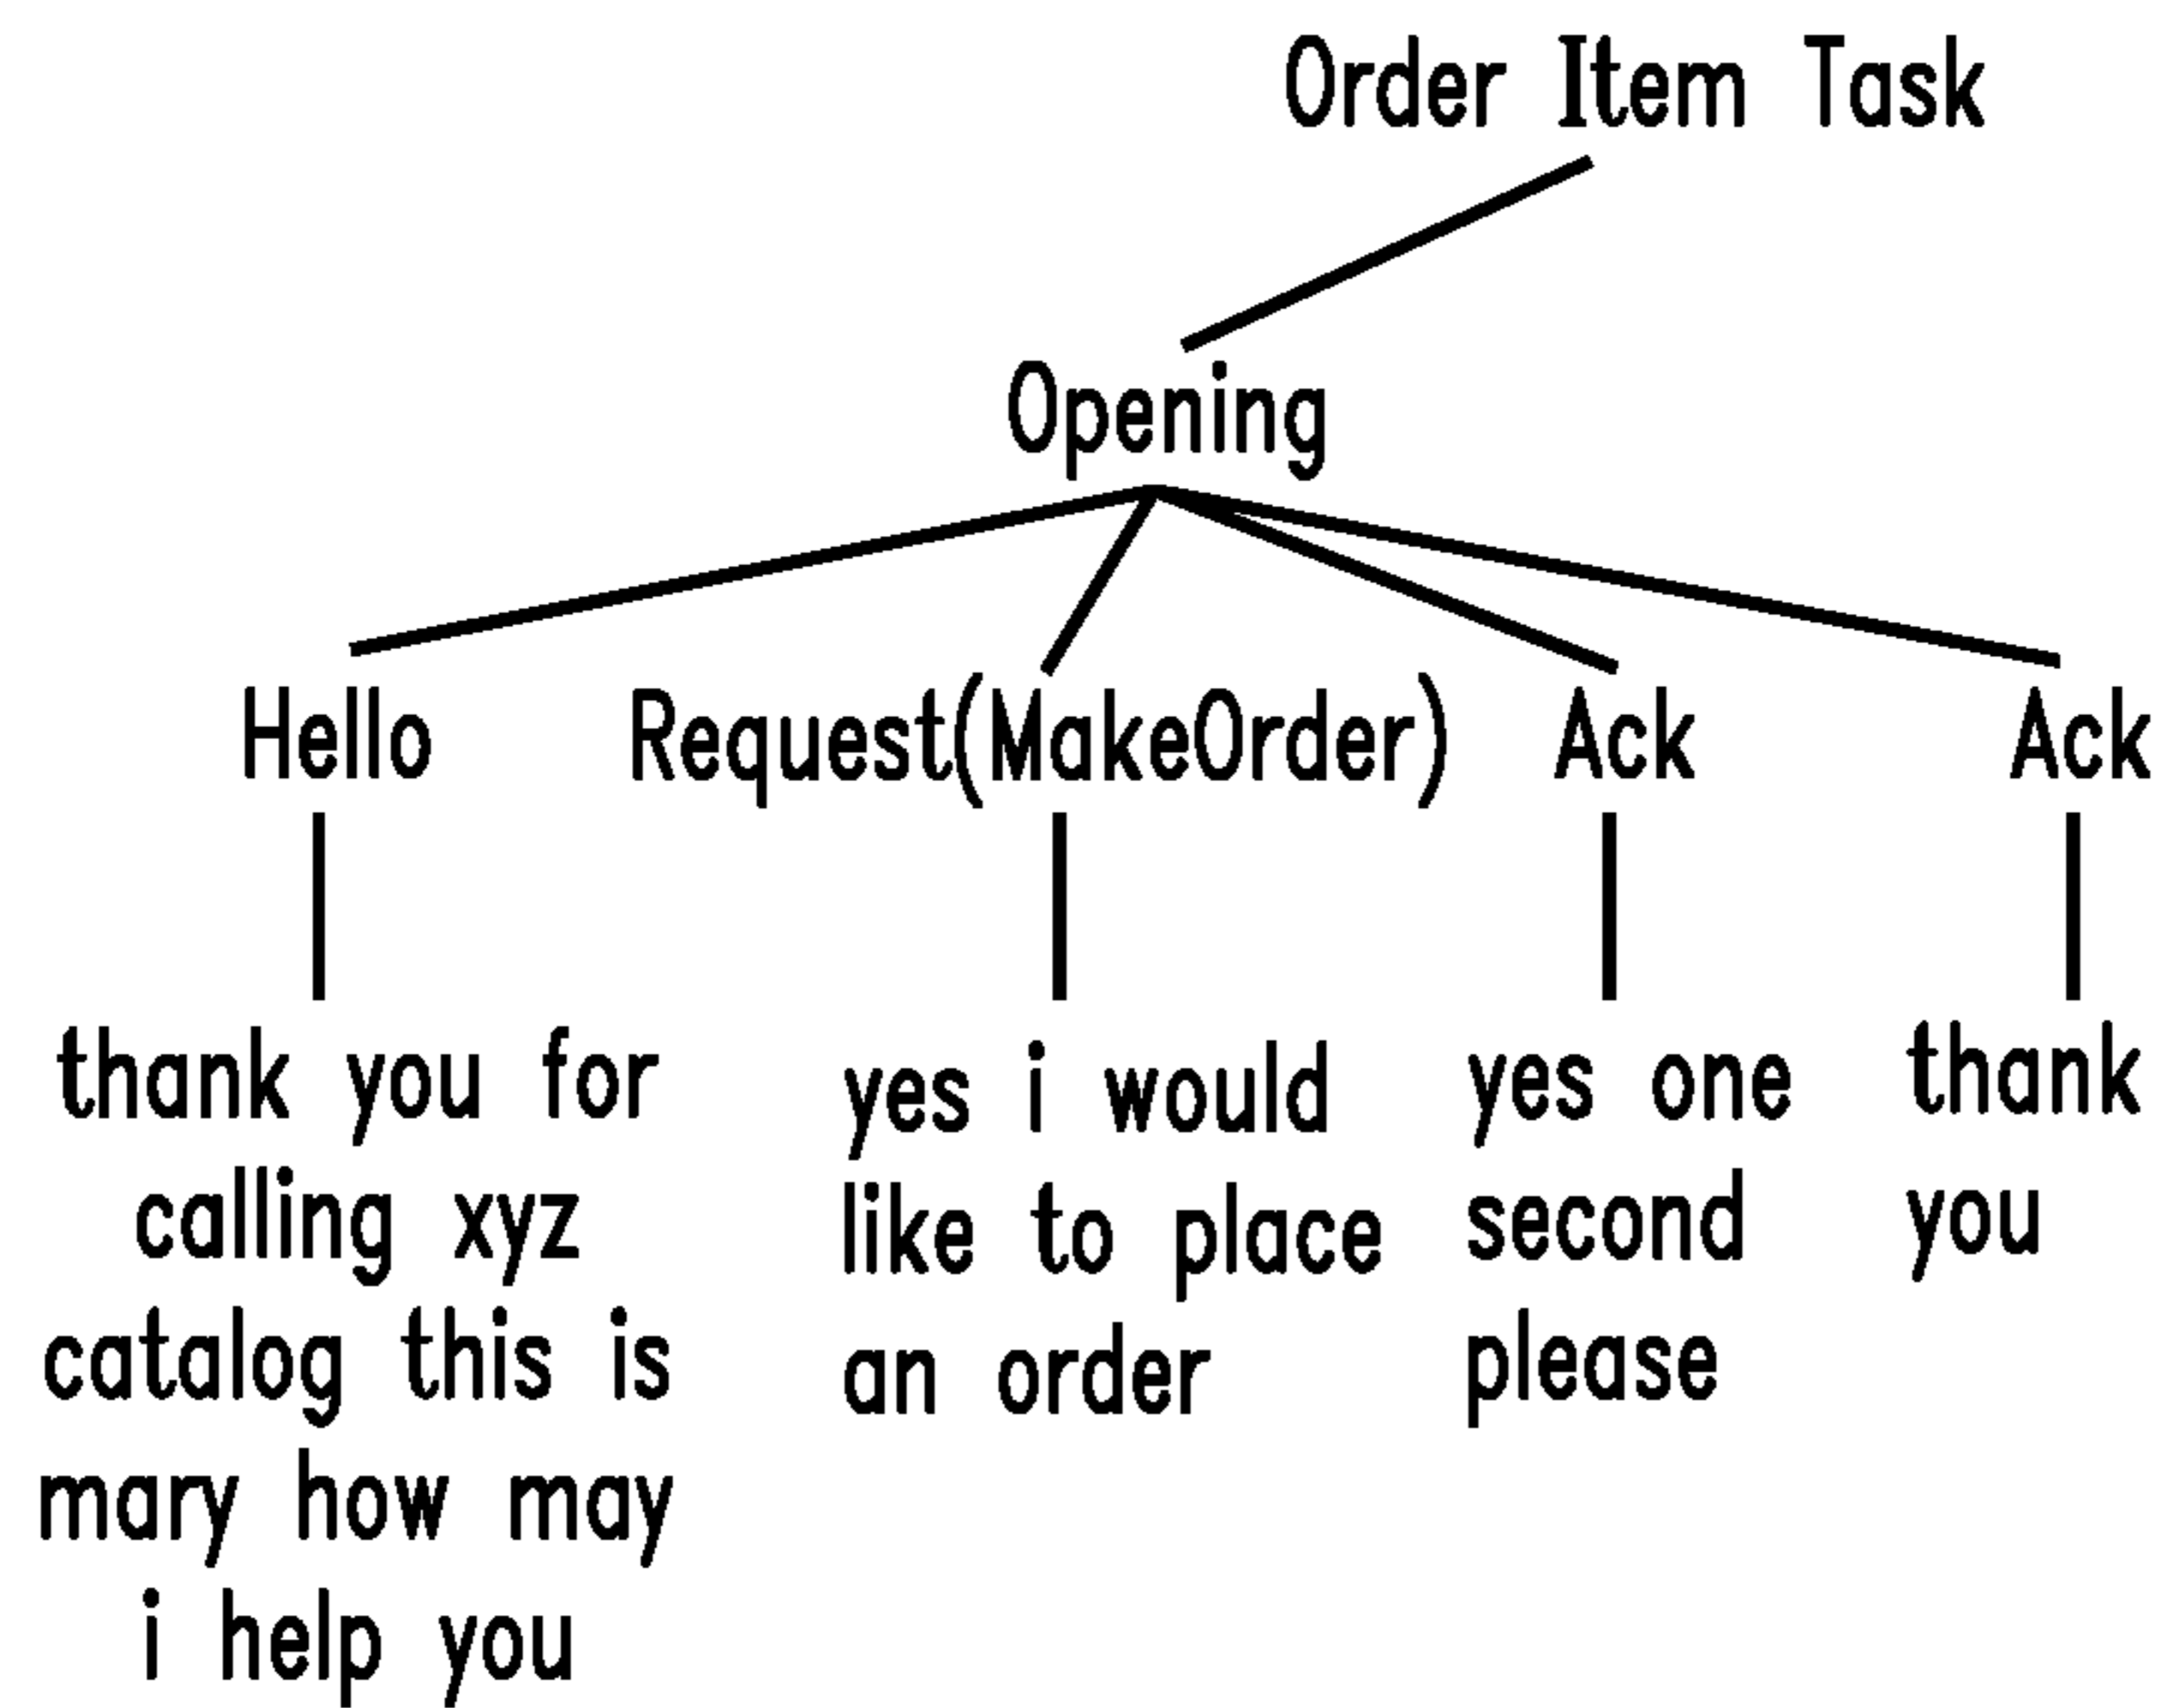 Order Item Task
Opening
Hello
Request(MakeOrder)
Ack
Ack
thank you for
calling xyz
catalog this is
mary how may
i help you
yes i would
like to place
an order
yes one
second
please
thank
you